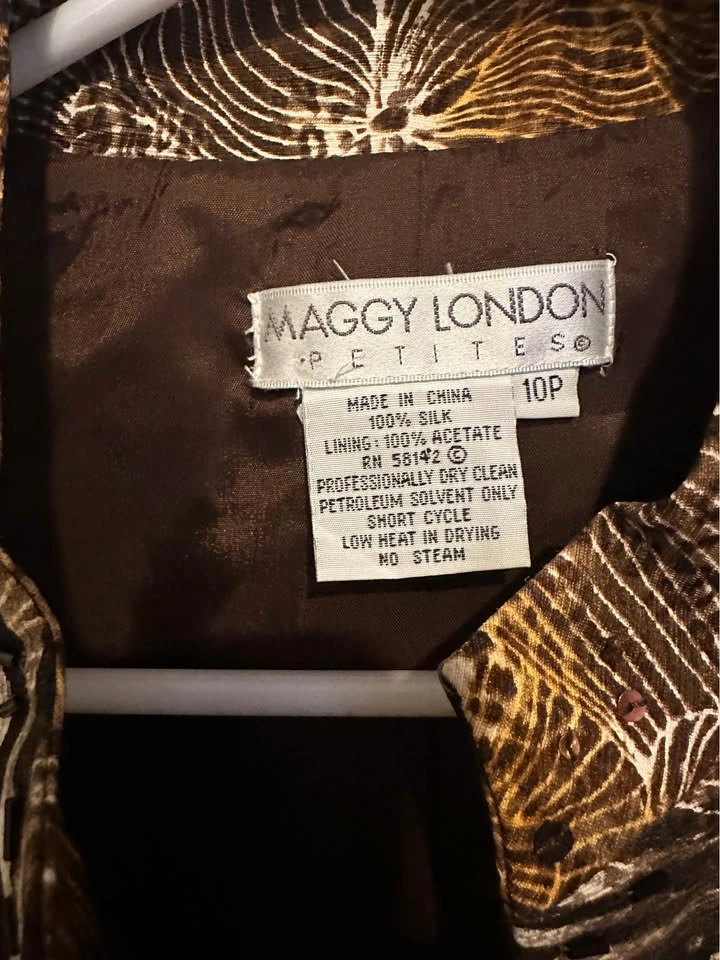 MAGGY LONDON
PETITES©
10P
MADE IN CHINA
100% SILK
LINING: 100% ACETATE
RN 58142 ©
PROFESSIONALLY DRY CLEAN
PETROLEUM SOLVENT ONLY
SHORT CYCLE
LOW HEAT IN DRYING
NO STEAM